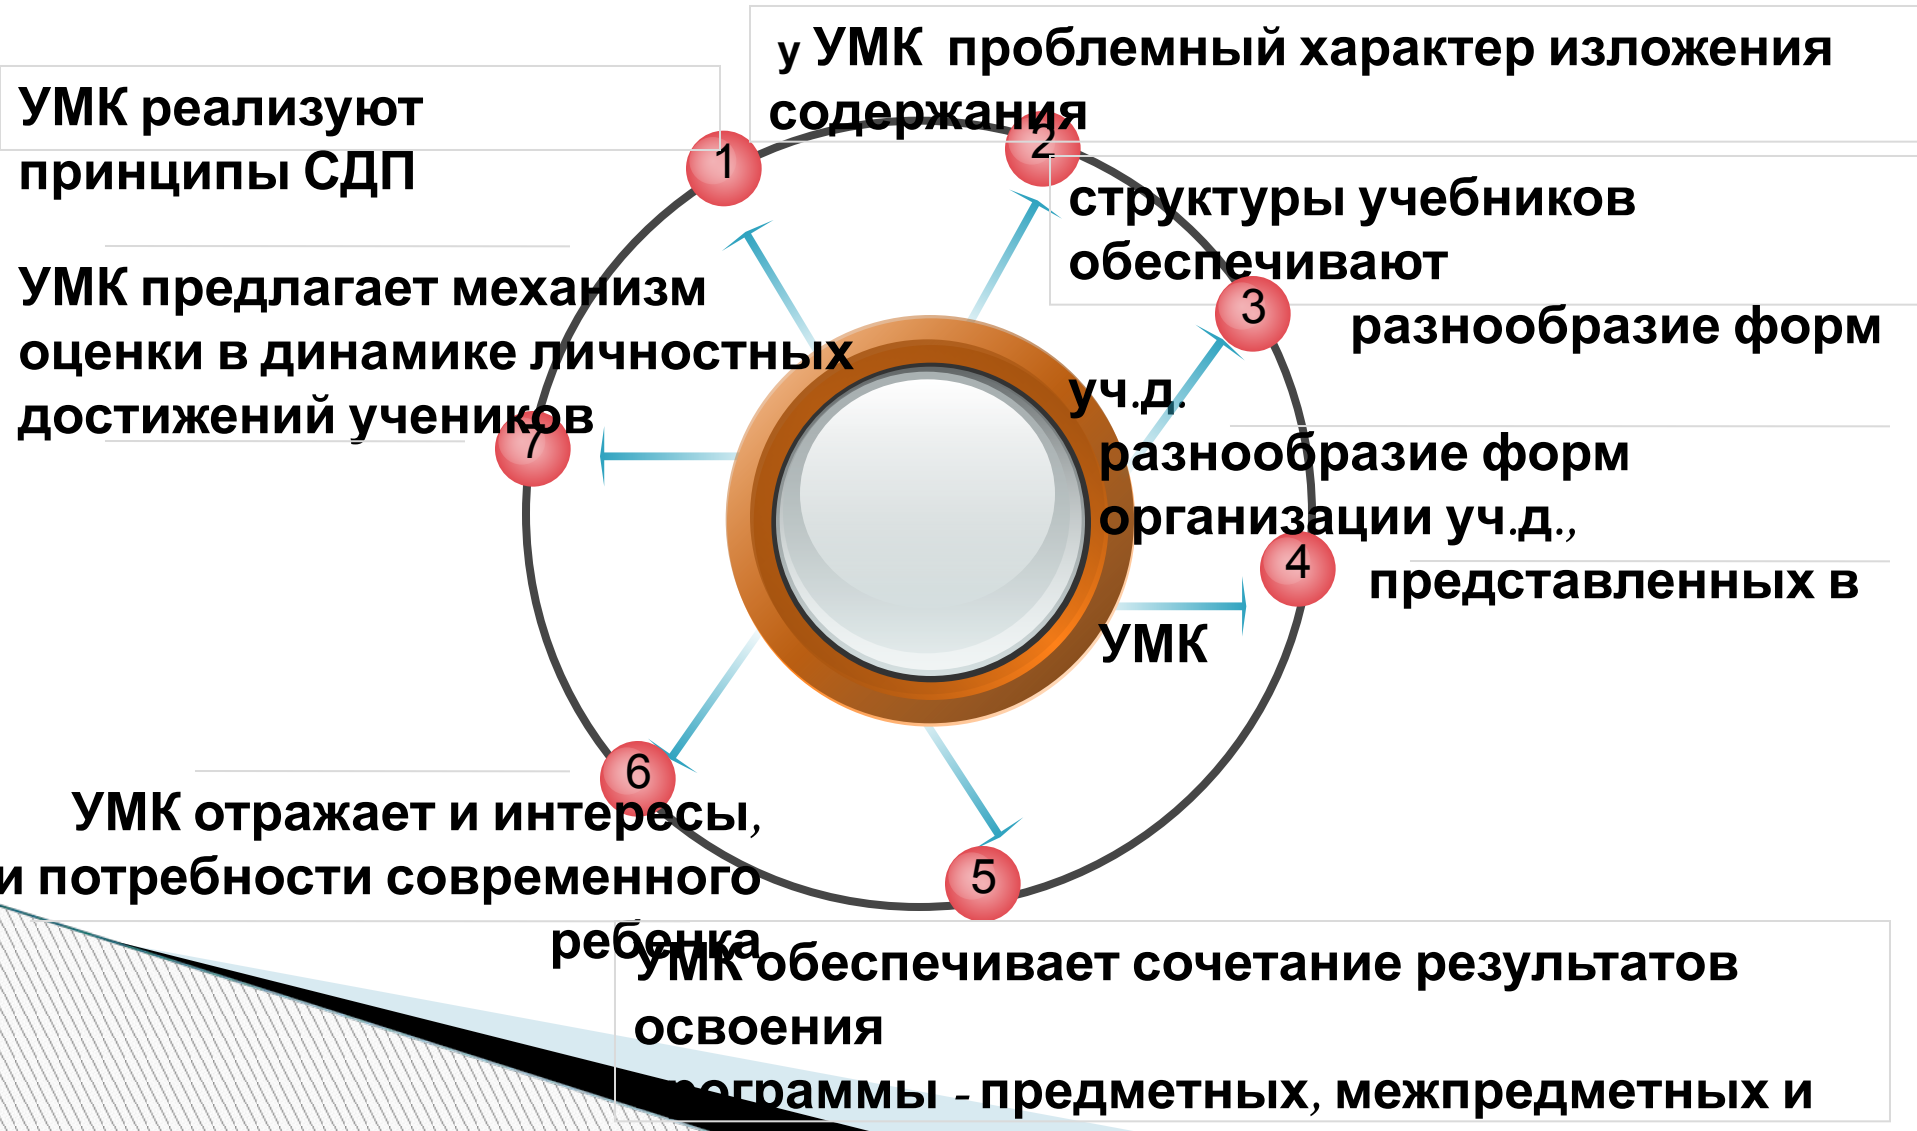 УМК реализуют
принципы СДП
1
у УМК проблемный характер изложения
содержания
2
структуры учебников
обеспечивают
разнообразие форм
уч.д.
3
разнообразие форм
организации уч.д.,
представленных в
УМК
4
5
УМК обеспечивает сочетание результатов
освоения
программы - предметных, межпредметных и
6
УМК отражает и интересы,
и потребности современного
ребенка
УМК предлагает механизм
оценки в динамике личностных
достижений учеников
7